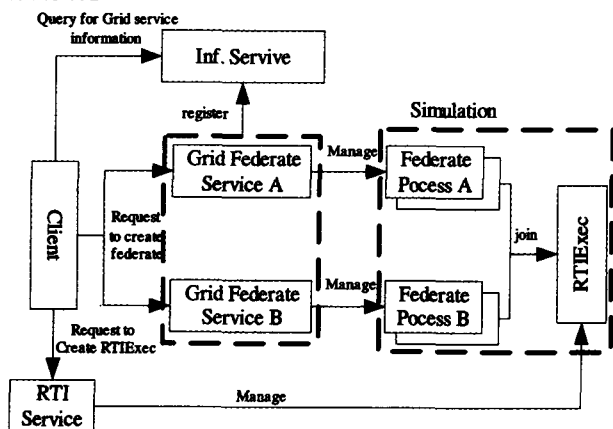 Query for Grid service
information
Inf. Servive
register
Simulation
Grid Federate
Service A
Manage
Federate
Pocess A
Client
Request
to create
federate
join
RTIExec
Grid Federate
Service B
Manage
Federate
Pocess B
Request to
Create RTIExec
RTI
Service
Manage